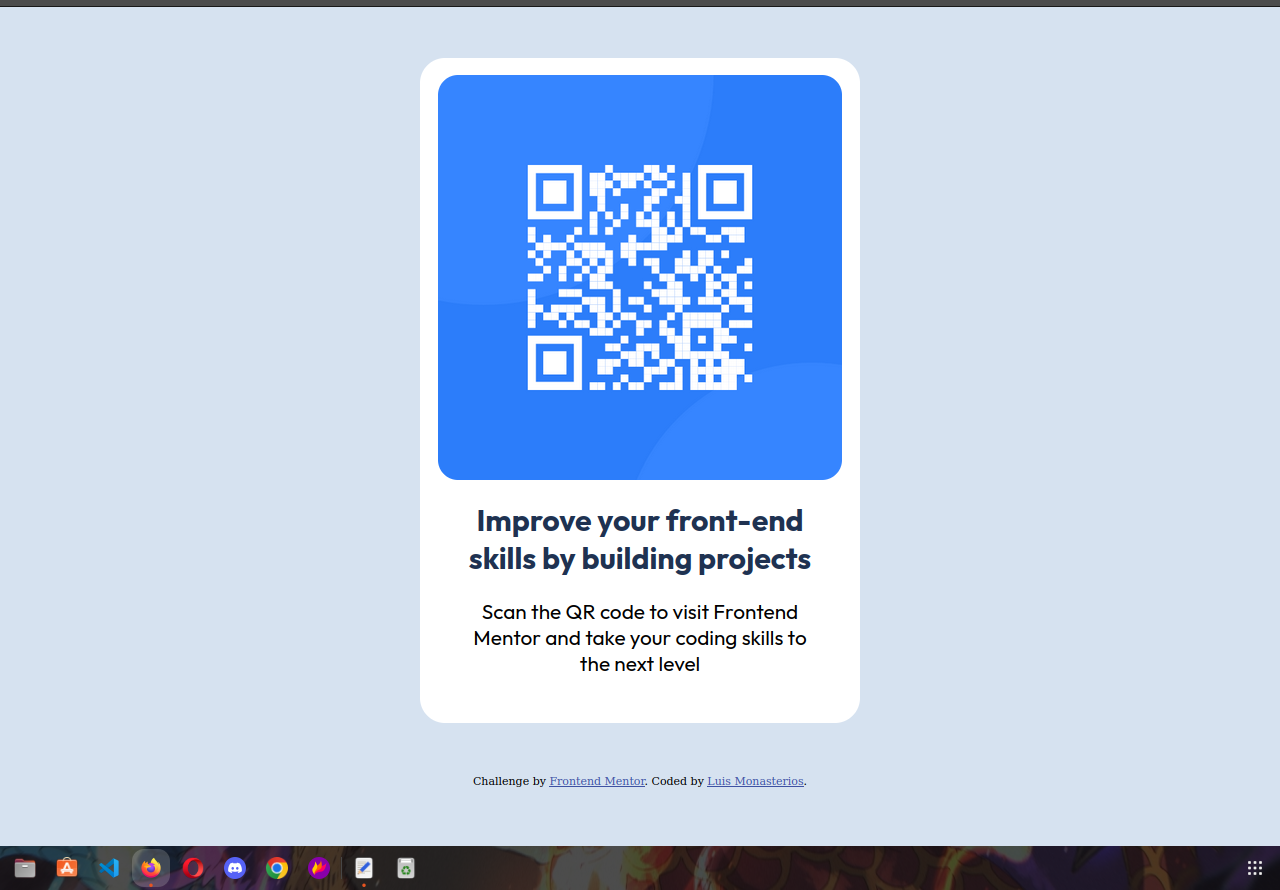 Improve your front-end
skills by building projects
Scan the QR code to visit Frontend
Mentor and take your coding skills to
the next level
Challenge by Frontend Mentor. Coded by Luis Monasterios.